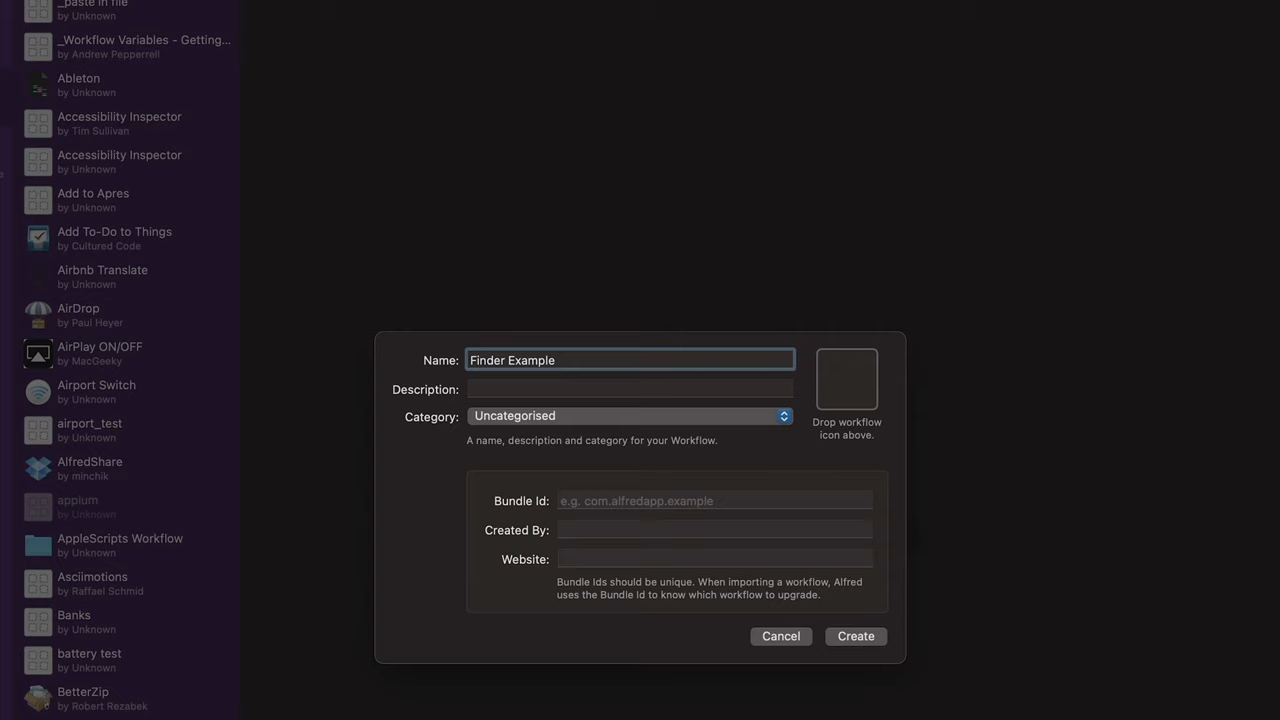 _paste in file
by Unknown
_Workflow Variables - Getting...
by Andrew Pepperrell
Ableton
by Unknown
Accessibility Inspector
by Tim Sullivan
Accessibility Inspector
by Unknown
Add to Apres
by Unknown
Add To-Do to Things
by Cultured Code
Airbnb Translate
by Unknown
AirDrop
by Paul Heyer
AirPlay ON/OFF
by MacGeeky
Airport Switch
by Unknown
airport_test
by Unknown
AlfredShare
by minchik
appium
by Unknown
AppleScripts Workflow
by Unknown
Asciimotions
by Raffael Schmid
Banks
by Unknown
battery test
by Unknown
BetterZip
by Robert Rezabek
e
Name: Finder Example
Description:
Category: Uncategorised
A name, description and category for your Workflow.
Drop workflow
icon above.
Bundle Id: e.g. com.alfredapp.example
Created By:
Website:
Bundle Ids should be unique. When importing a workflow, Alfred
uses the Bundle Id to know which workflow to upgrade.
Cancel
Create